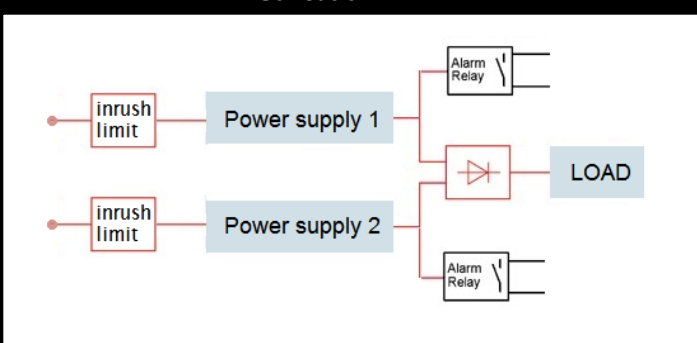 Alarm
Relay
inrush
limit
Power supply 1
LOAD
inrush
limit
Power supply 2
Alarm
Relay